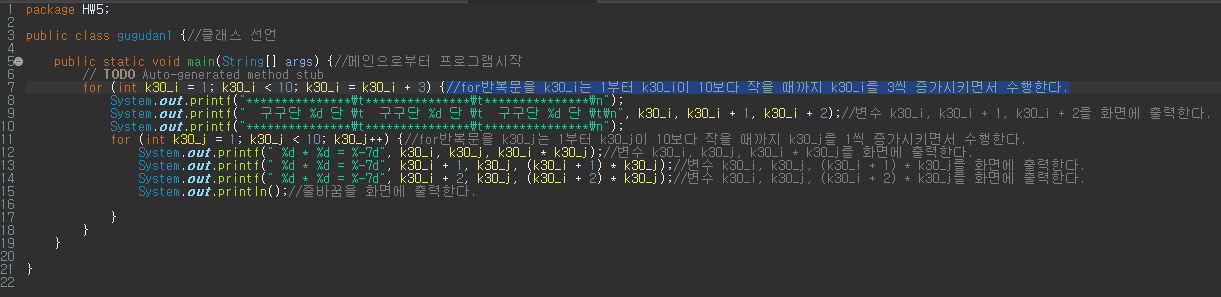 1 package HW5;
2
3 public class gugudan1 {//클래스 선언
4
5 public static void main(String[] args) {//메인으로부터 프로그램시작
6 // TODO Auto-generated method stub
7 for (int k30_i = 1; k30_i < 10; k30_i = k30_i + 3) {//for반복문을 k30_i는 1부터 k30_i이 10보다 작을 때까지 k30_i를 3씩 증가시키면서 수행한다.
8 System.out.printf("***************₩t***************₩t***************₩n");
9 System.out.printf("  구구단 %d 단 ₩t  구구단 %d 단 ₩t  구구단 %d 단 ₩t₩n", k30_i, k30_i + 1, k30_i + 2);//변수 k30_i, k30_i + 1, k30_i + 2를 화면에 출력한다.
10 System.out.printf("***************₩t***************₩t***************₩n");
11 for (int k30_j = 1; k30_j < 10; k30_j++) {//for반복문을 k30_j는 1부터 k30_j이 10보다 작을 때까지 k30_j를 1씩 증가시키면서 수행한다.
12 System.out.printf(" %d * %d = %-7d", k30_i, k30_j, k30_i * k30_j);//변수 k30_i, k30_j, k30_i * k30_j를 화면에 출력한다.
13 System.out.printf(" %d * %d = %-7d", k30_i + 1, k30_j, (k30_i + 1) * k30_j);//변수 k30_i, k30_j, (k30_i + 1) * k30_j를 화면에 출력한다.
14 System.out.printf(" %d * %d = %-7d", k30_i + 2, k30_j, (k30_i + 2) * k30_j);//변수 k30_i, k30_j, (k30_i + 2) * k30_j를 화면에 출력한다.
15 System.out.println();//줄바꿈을 화면에 출력한다.
16
17 }
18 }
19 }
20
21 }
22